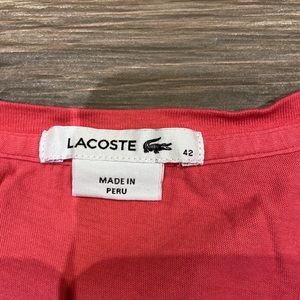 LACOSTE
42
MADE IN
PERU